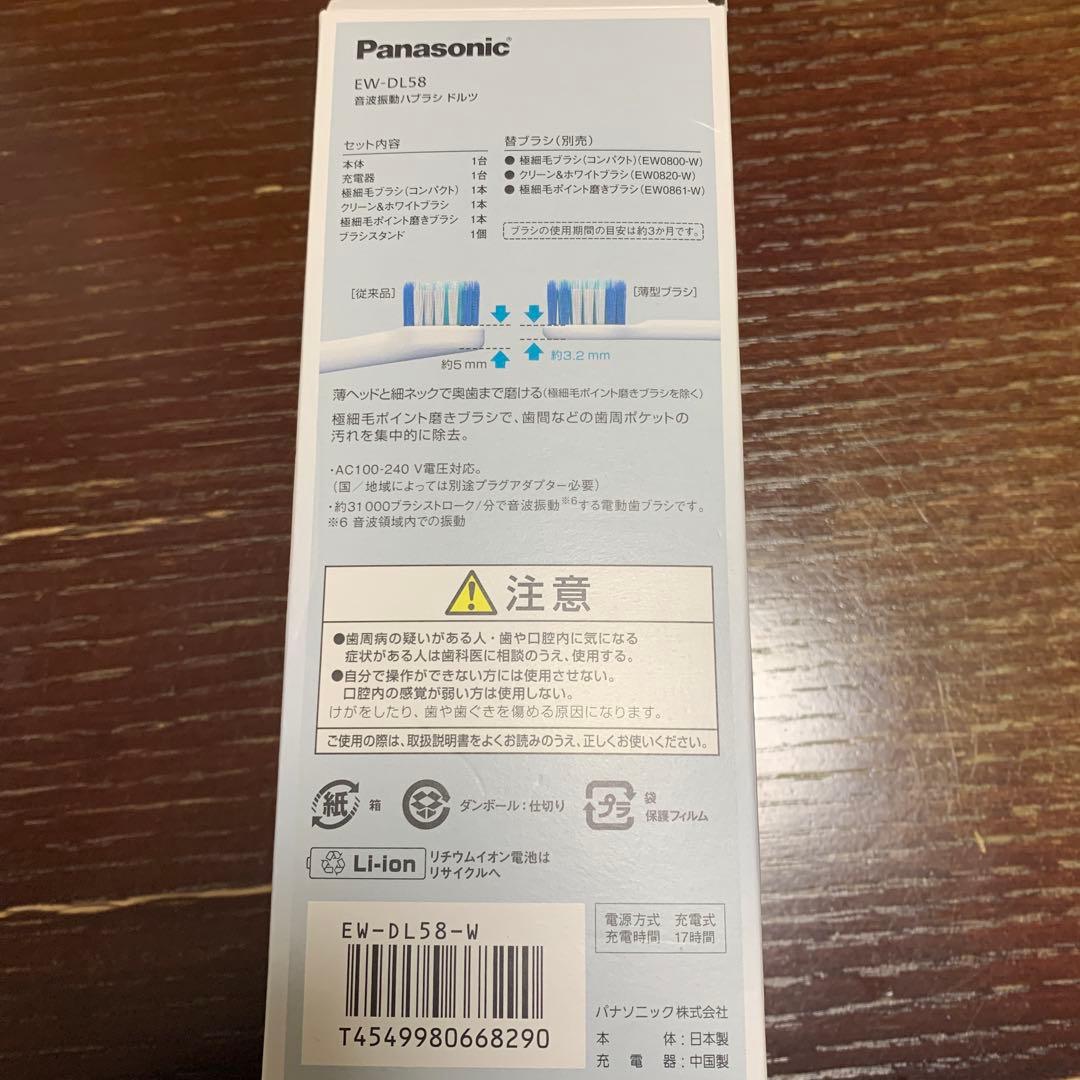 Panasonic®
EW-DL58
音波振動ハブラシ ドルツ
セット内容
本体 1台
充電器 1台
極細毛ブラシ(コンパクト) 1本
クリーン&ホワイトブラシ 1本
極細毛ポイント磨きブラシ 1本
ブラシスタンド 1個
替ブラシ(別売)
● 極細毛ブラシ(コンパクト)(EW0800-W)
● クリーン&ホワイトブラシ(EW0820-W)
● 極細毛ポイント磨きブラシ(EW0861-W)
ブラシの使用期間の目安は約3か月です。
[従来品]
[薄型ブラシ]
約5mm
約3.2mm
薄ヘッドと細ネックで奥歯まで磨ける(極細毛ポイント磨きブラシを除く)
極細毛ポイント磨きブラシで、歯間などの歯周ポケットの
汚れを集中的に除去。
・AC100-240 V電圧対応。
(国/地域によっては別途プラグアダプター必要)
・約31000ブラシストローク/分で音波振動※6する電動歯ブラシです。
※6 音波領域内での振動
注意
●歯周病の疑いがある人・歯や口腔内に気になる
症状がある人は歯科医に相談のうえ、使用する。
●自分で操作ができない方には使用させない。
口腔内の感覚が弱い方は使用しない。
けがをしたり、歯や歯ぐきを傷める原因になります。
ご使用の際は、取扱説明書をよくお読みのうえ、正しくお使いください。
紙 箱
ダンボール:仕切り
プラ 袋
保護フィルム
Li-ion リチウムイオン電池は
リサイクルへ
EW-DL58-W
T4549980668290
電源方式 充電式
充電時間 17時間
パナソニック株式会社
本体:日本製
充電器:中国製